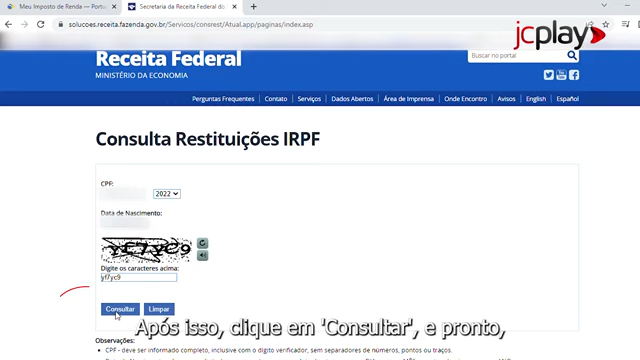 Meu Imposto de Renda — Portu
Secretaria da Receita Federal do
solucoes.receita.fazenda.gov.br/Servicos/consrest/Atual.app/paginas/index.asp
jcplay
Receita Federal
MINISTÉRIO DA ECONOMIA
Buscar no portal
Perguntas Frequentes | Contato | Serviços | Dados Abertos | Área de Imprensa | Onde Encontro | Avisos | English | Español
Consulta Restituições IRPF
CPF:
2022
Data de Nascimento:
yf7yc9
Digite os caracteres acima:
yf7yc9
Consultar Limpar
Após isso, clique em 'Consultar', e pronto,
Observações:
• CPF - deve ser informado completo, inclusive com o dígito verificador, sem separadores de números, pontos ou traços.